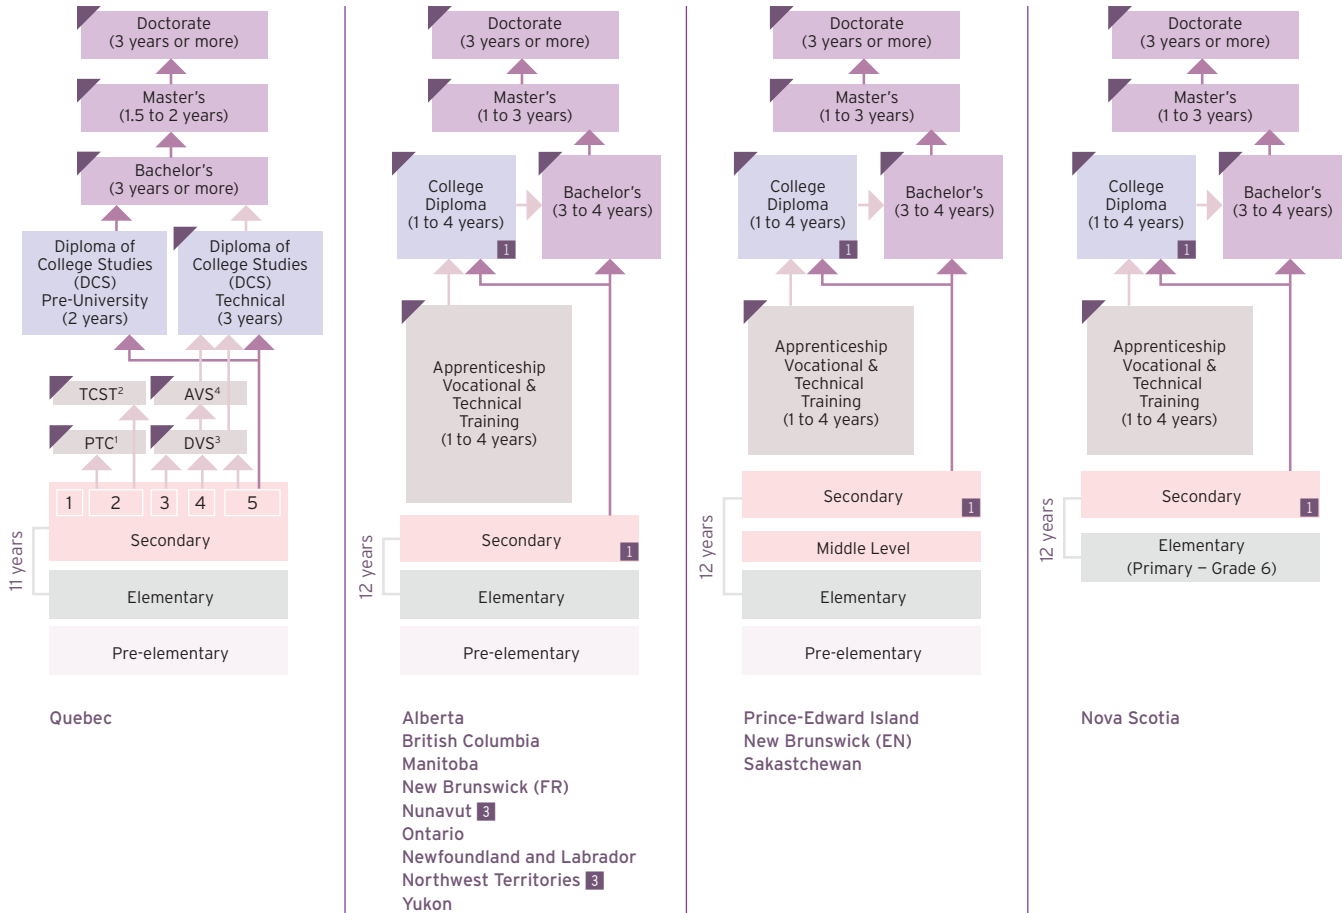 Doctorate
(3 years or more)
Master's
(1.5 to 2 years)
Bachelor's
(3 years or more)
Diploma of
College Studies
(DCS)
Pre-University
(2 years)
Diploma of
College Studies
(DCS)
Technical
(3 years)
TCST²
AVS⁴
PTC¹
DVS³
1 2 3 4 5
Secondary
11 years
Elementary
Pre-elementary
Quebec
Doctorate
(3 years or more)
Master's
(1 to 3 years)
College
Diploma
(1 to 4 years)
1
Bachelor's
(3 to 4 years)
Apprenticeship
Vocational &
Technical
Training
(1 to 4 years)
Secondary
1
12 years
Elementary
Pre-elementary
Alberta
British Columbia
Manitoba
New Brunswick (FR)
Nunavut 3
Ontario
Newfoundland and Labrador
Northwest Territories 3
Yukon
Doctorate
(3 years or more)
Master's
(1 to 3 years)
College
Diploma
(1 to 4 years)
1
Bachelor's
(3 to 4 years)
Apprenticeship
Vocational &
Technical
Training
(1 to 4 years)
Secondary
1
12 years
Middle Level
Elementary
Pre-elementary
Prince-Edward Island
New Brunswick (EN)
Sakastchewan
Doctorate
(3 years or more)
Master's
(1 to 3 years)
College
Diploma
(1 to 4 years)
1
Bachelor's
(3 to 4 years)
Apprenticeship
Vocational &
Technical
Training
(1 to 4 years)
Secondary
1
12 years
Elementary
(Primary – Grade 6)
Nova Scotia